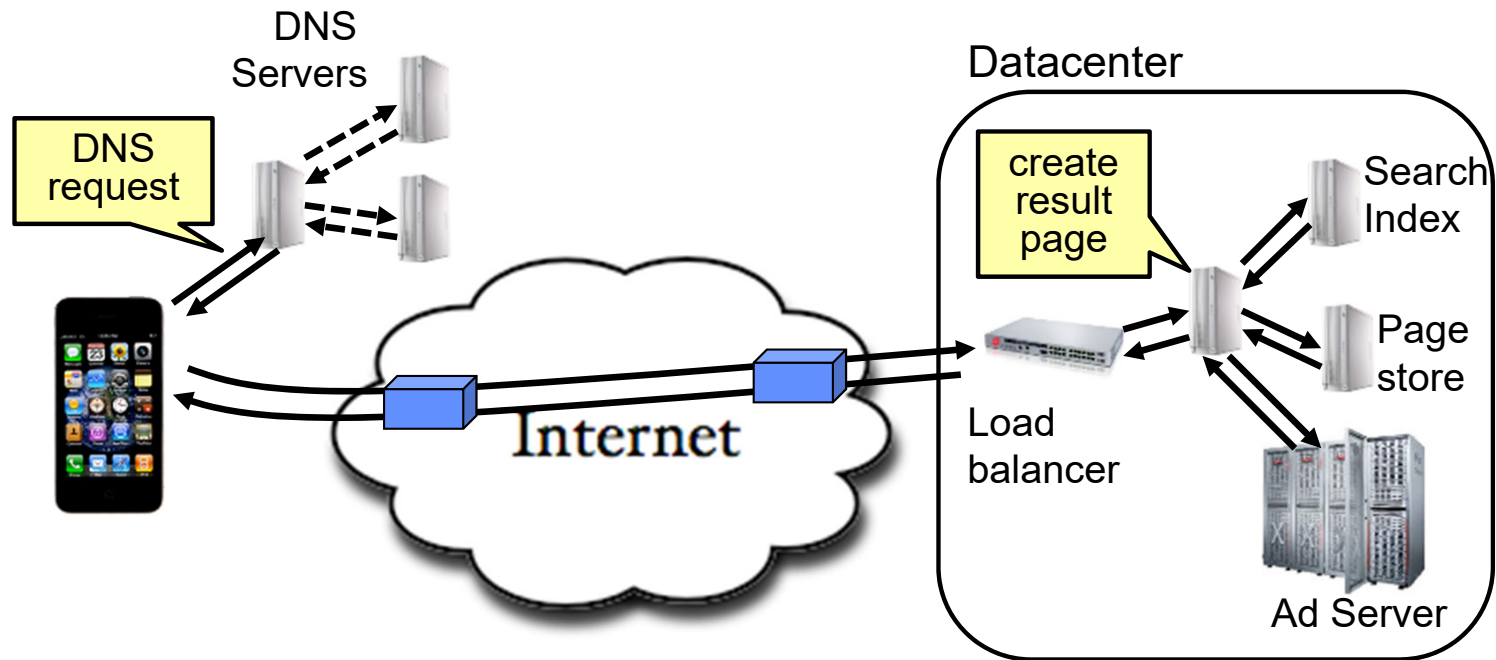 DNS
Servers
DNS
request
Datacenter
create
result
page
Search
Index
Page
store
Load
balancer
Internet
Ad Server